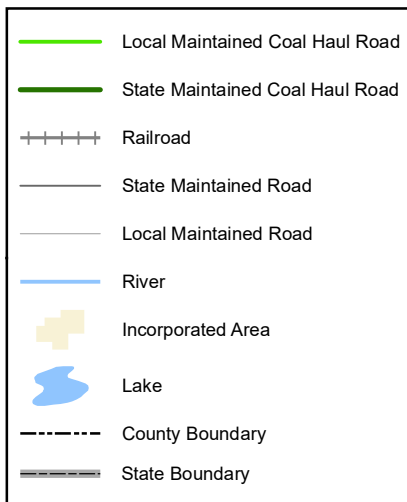 Local Maintained Coal Haul Road
State Maintained Coal Haul Road
Railroad
State Maintained Road
Local Maintained Road
River
Incorporated Area
Lake
County Boundary
State Boundary